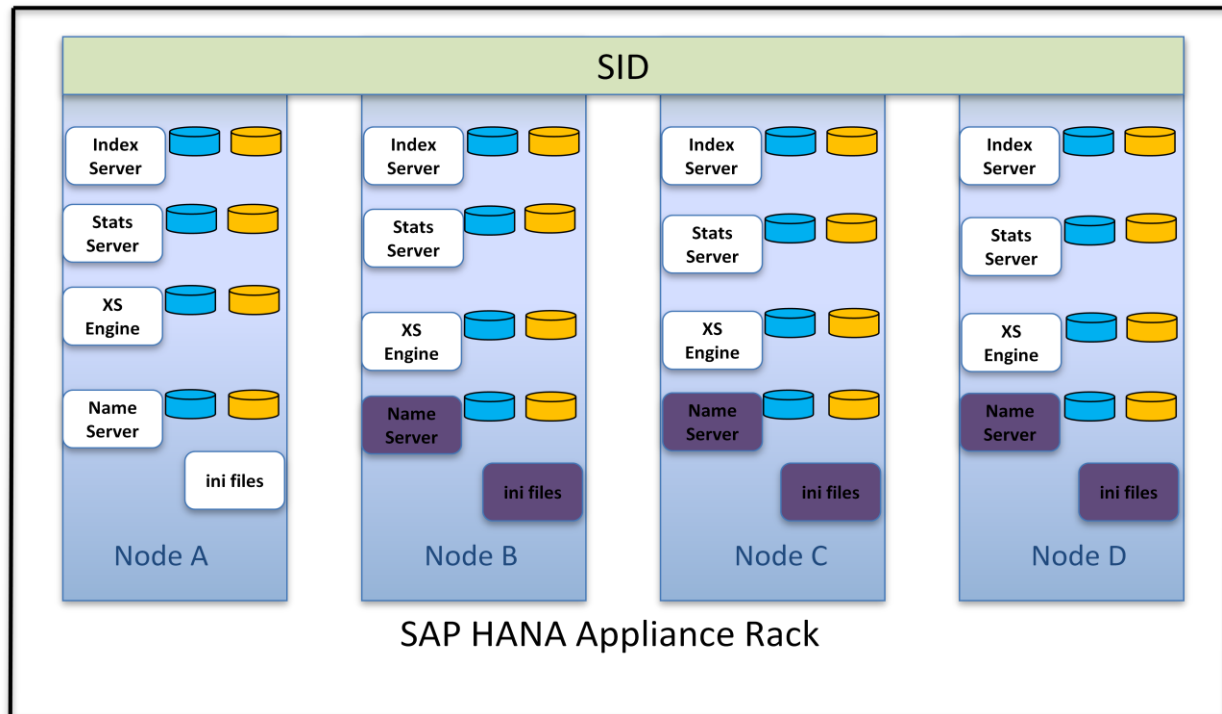 SID
Index
Server
Stats
Server
XS
Engine
Name
Server
ini files
Node A
Index
Server
Stats
Server
XS
Engine
Name
Server
ini files
Node B
Index
Server
Stats
Server
XS
Engine
Name
Server
ini files
Node C
Index
Server
Stats
Server
XS
Engine
Name
Server
ini files
Node D
SAP HANA Appliance Rack